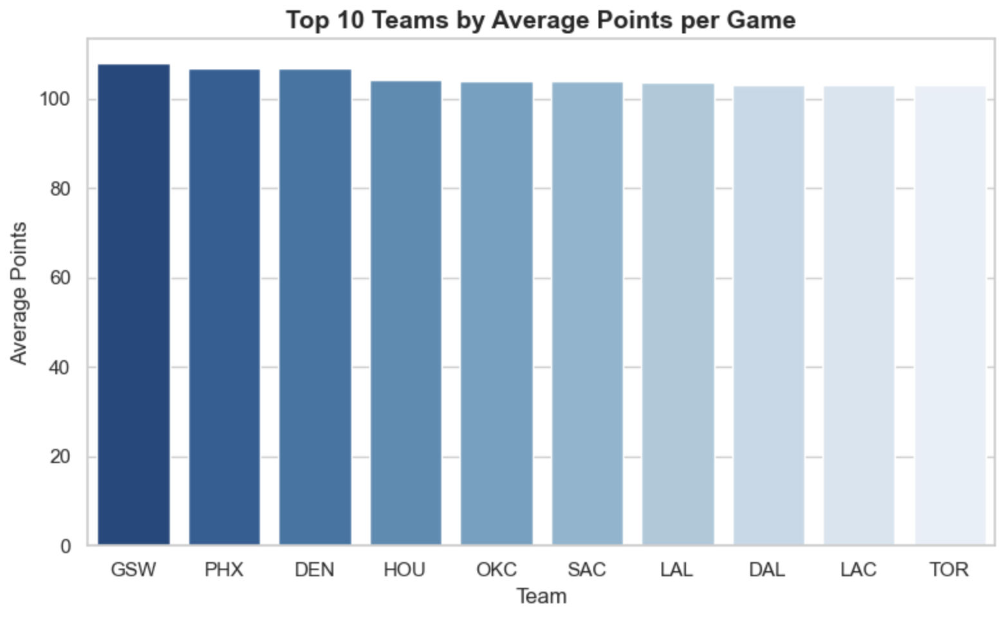 Top 10 Teams by Average Points per Game
Average Points
100
80
60
40
20
0
GSW PHX DEN HOU OKC SAC LAL DAL LAC TOR
Team